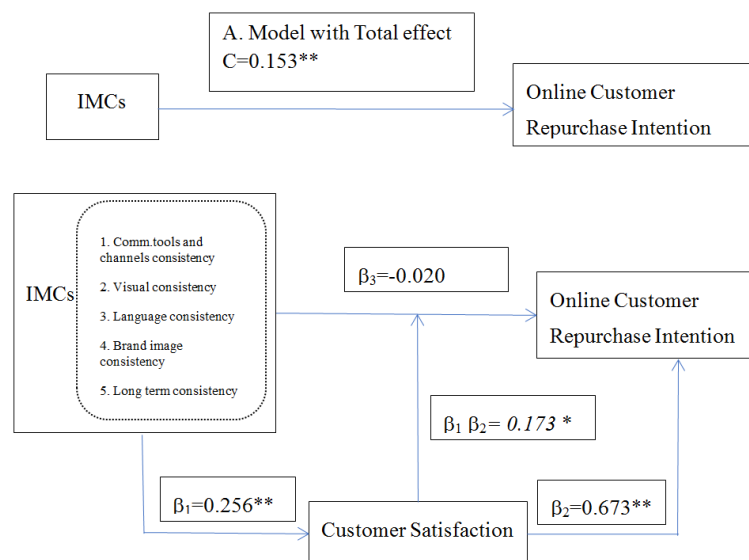 A. Model with Total effect
C=0.153**
IMCs
Online Customer
Repurchase Intention
IMCs
1. Comm.tools and
channels consistency
2. Visual consistency
3. Language consistency
4. Brand image
consistency
5. Long term consistency
β₃=-0.020
Online Customer
Repurchase Intention
β₁ β₂= 0.173 *
β₁=0.256**
Customer Satisfaction
β₂=0.673**